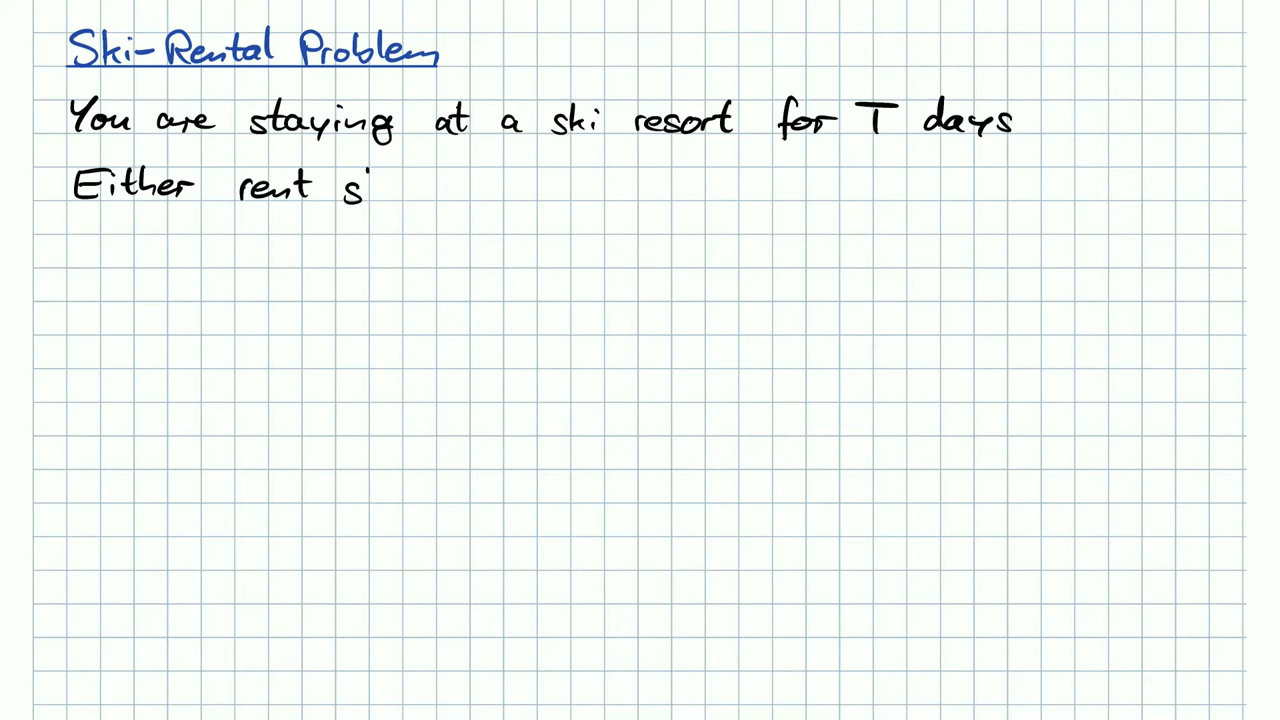 Ski-Rental Problem
You are staying at a ski resort for T days
Either rent s